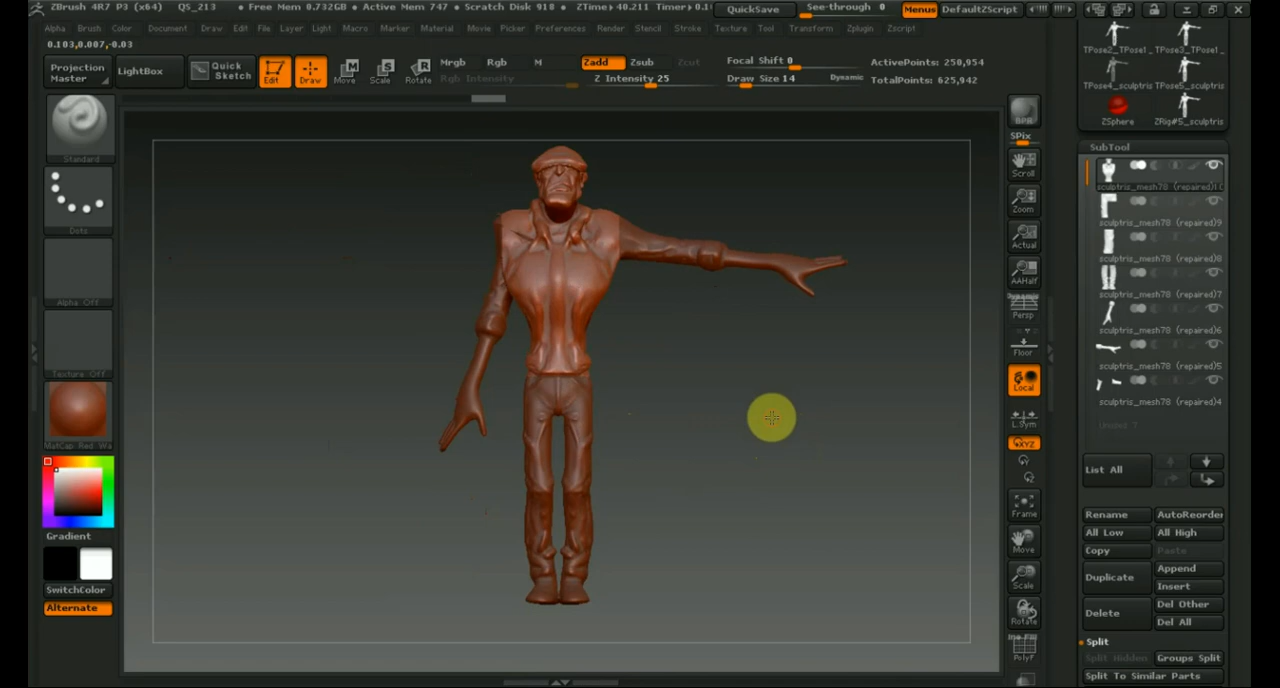 ZBrush 4R7 P3 (x64) QS_213 • Free Mem 0.732GB • Active Mem 747 • Scratch Disk 918 • ZTime▸40.211 Timer▸0.1
QuickSave
See-through 0
Menus
DefaultZScript
Alpha Brush Color Document Draw Edit File Layer Light Macro Marker Material Movie Picker Preferences Render Stencil Stroke Texture Tool Transform Zplugin Zscript
0.103,0.007,-0.03
Projection
Master
LightBox
Quick
Sketch
Edit
Draw
Move
Scale
Rotate
Mrgb Rgb M
Rgb Intensity
Zadd Zsub Zcut
Z Intensity 25
Focal Shift 0
Draw Size 14
Dynamic
ActivePoints: 250,954
TotalPoints: 625,942
Standard
Dots
Alpha Off
Texture Off
MatCap Red Wa
Gradient
SwitchColor
Alternate
BPR
SPix
Scroll
Zoom
Actual
AAHalf
Dynamic
Persp
Floor
Local
L.Sym
XYZ
Frame
Move
Scale
Rotate
PolyF
TPose2_TPose1_
TPose3_TPose1_
TPose4_sculptris
TPose5_sculptris
ZSphere
ZRig#5_sculptris
SubTool
sculptris_mesh78 (repaired)9
sculptris_mesh78 (repaired)8
sculptris_mesh78 (repaired)7
sculptris_mesh78 (repaired)6
sculptris_mesh78 (repaired)5
sculptris_mesh78 (repaired)4
List All
Rename
AutoReorder
All Low
All High
Copy
Paste
Duplicate
Append
Insert
Delete
Del Other
Del All
Split
Split Hidden
Groups Split
Split To Similar Parts